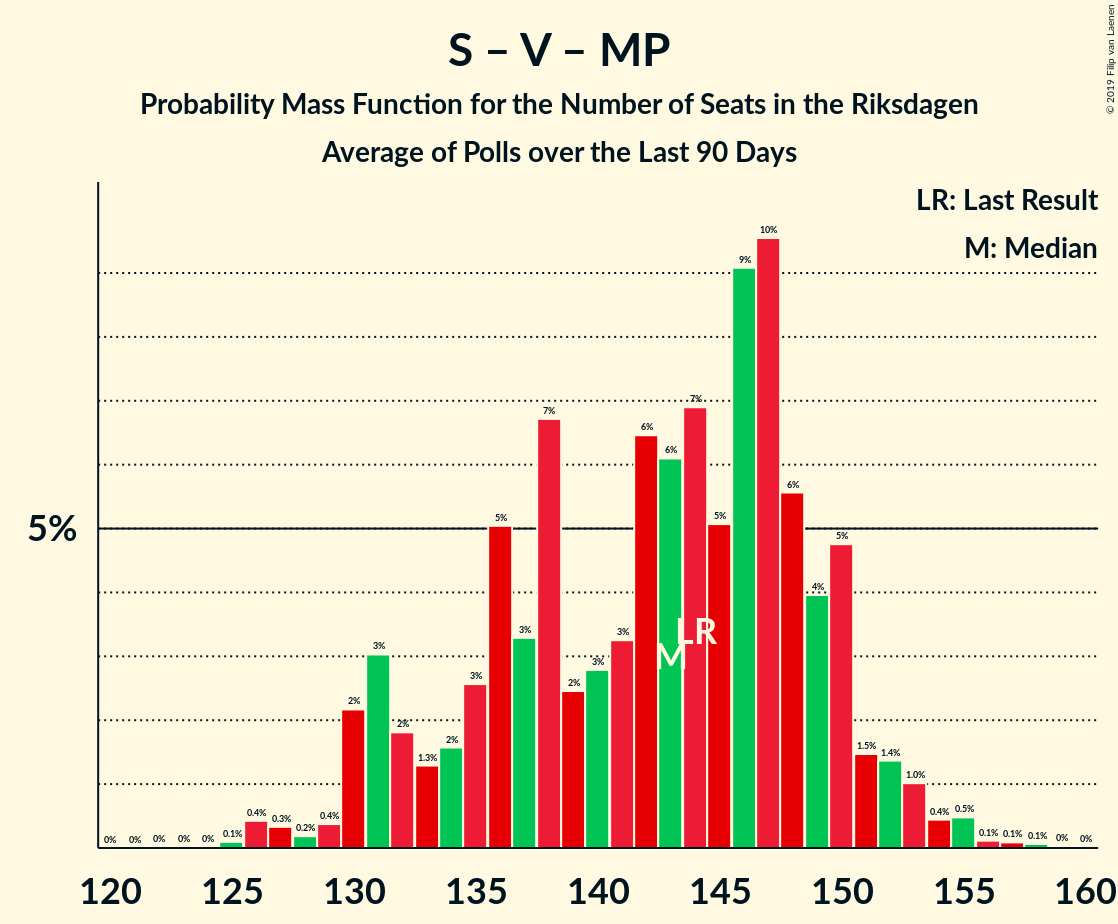 S – V – MP
Probability Mass Function for the Number of Seats in the Riksdagen
Average of Polls over the Last 90 Days
© 2019 Filip van Laenen
LR: Last Result
M: Median
5%
0% 0% 0% 0% 0% 0.1% 0.4% 0.3% 0.2% 0.4% 2% 3% 2% 1.3% 2% 3% 5% 3% 7% 2% 3% 3% 6% 6% 7% 5% 9% 10% 6% 4% 5% 1.5% 1.4% 1.0% 0.4% 0.5% 0.1% 0.1% 0.1% 0% 0%
LR
M
120 125 130 135 140 145 150 155 160